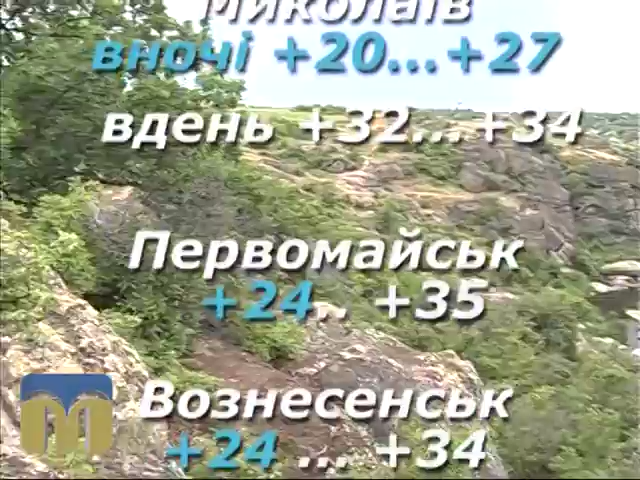 Миколаїв
вночі +20...+27
вдень +32...+34
Первомайськ
+24.. +35
Вознесенськ
+24 ... +34